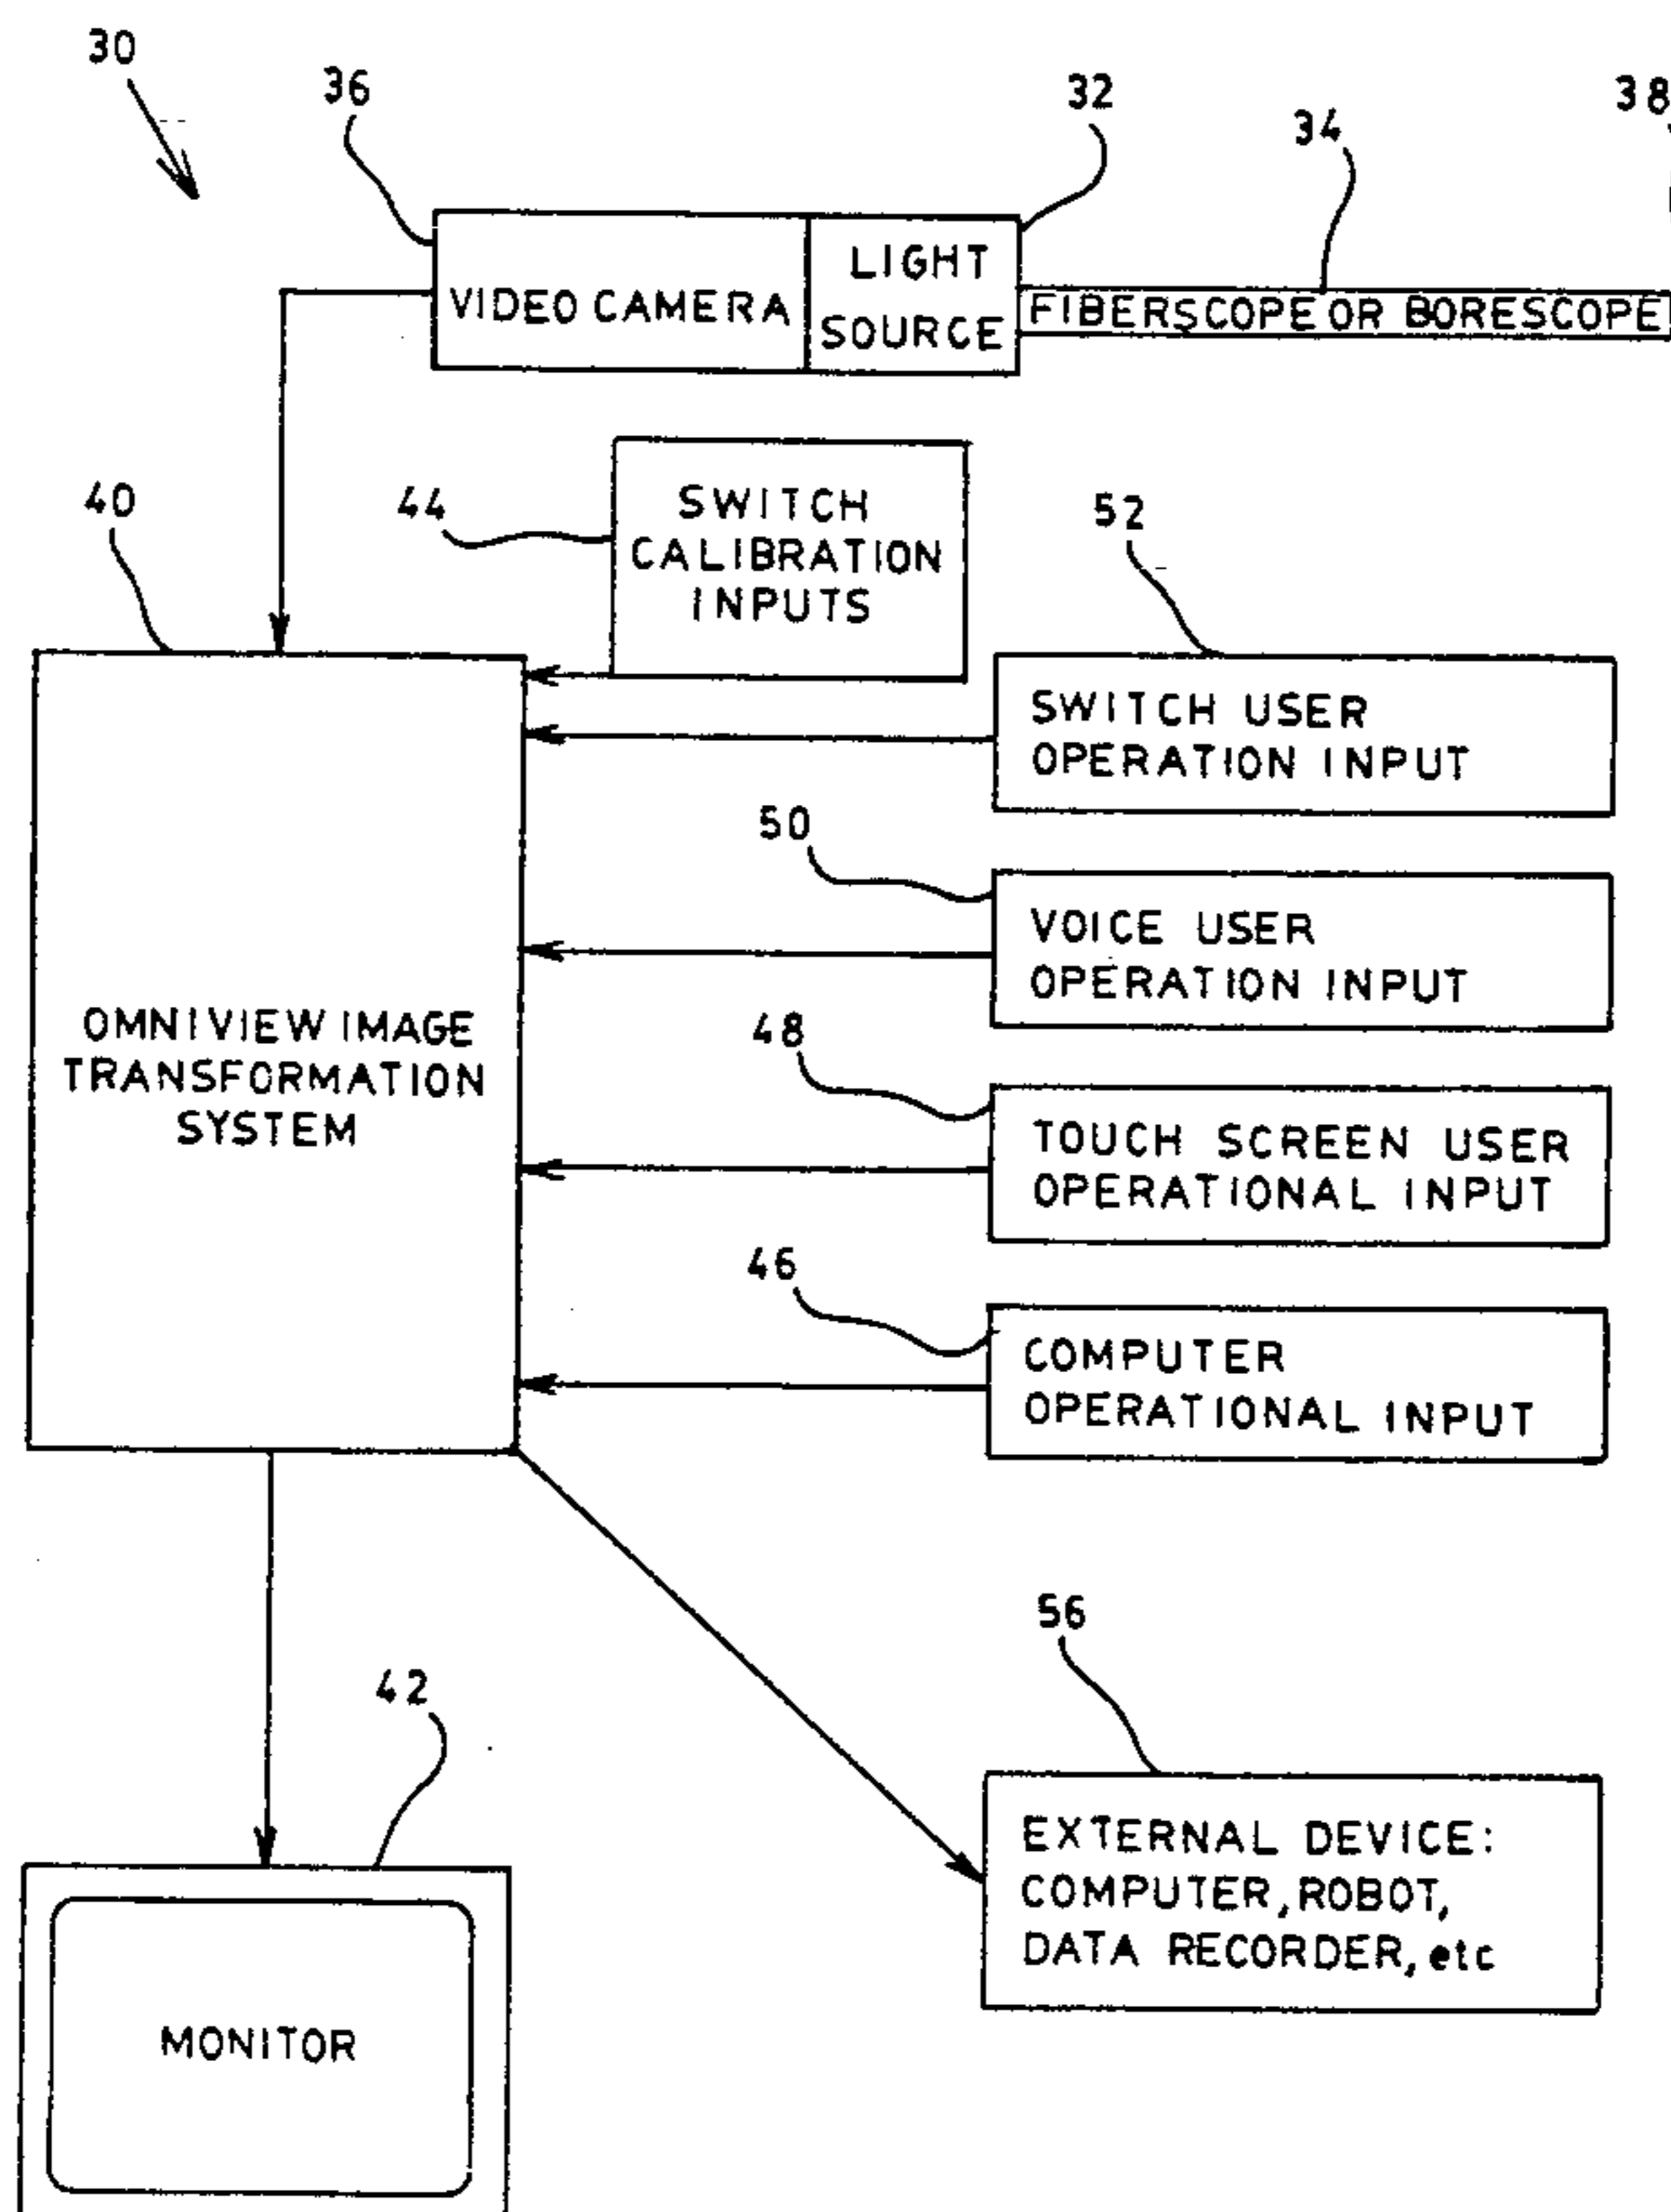 30
36
32
34
38
VIDEO CAMERA
LIGHT
SOURCE
FIBERSCOPE OR BORESCOPE
40
44
SWITCH
CALIBRATION
INPUTS
52
SWITCH USER
OPERATION INPUT
50
VOICE USER
OPERATION INPUT
OMNIVIEW IMAGE
TRANSFORMATION
SYSTEM
48
TOUCH SCREEN USER
OPERATIONAL INPUT
46
COMPUTER
OPERATIONAL INPUT
56
42
EXTERNAL DEVICE:
COMPUTER, ROBOT,
DATA RECORDER, etc
MONITOR